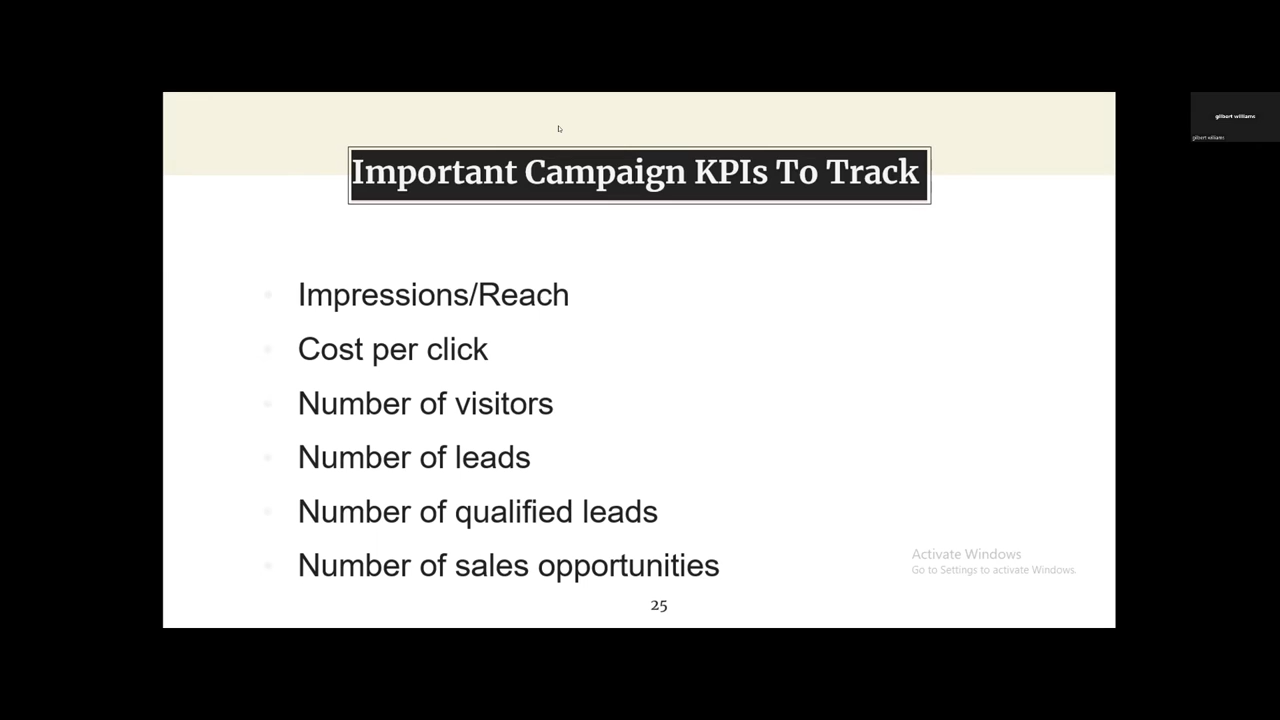 Important Campaign KPIs To Track
gilbert williams
gilbert williams
Impressions/Reach
Cost per click
Number of visitors
Number of leads
Number of qualified leads
Number of sales opportunities
Activate Windows
Go to Settings to activate Windows.
25